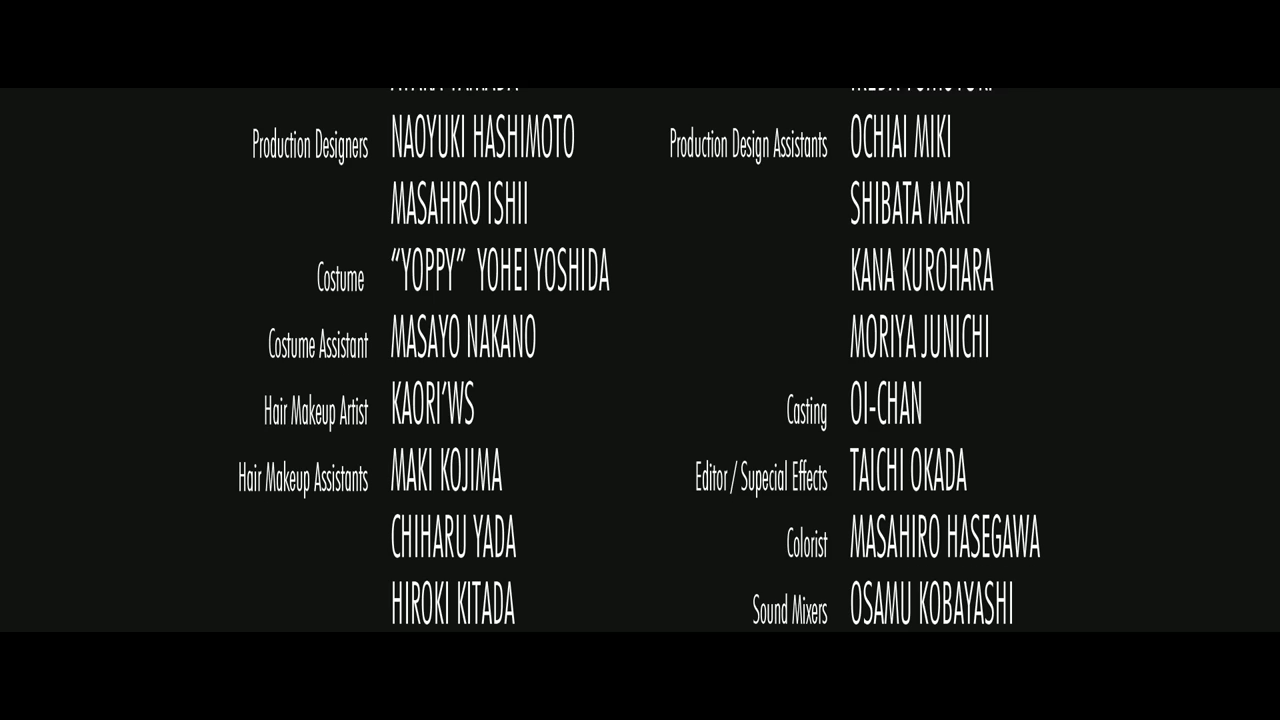 Production Designers NAOYUKI HASHIMOTO
MASAHIRO ISHII
Costume “YOPPY” YOHEI YOSHIDA
Costume Assistant MASAYO NAKANO
Hair Makeup Artist KAORI’WS
Hair Makeup Assistants MAKI KOJIMA
CHIHARU YADA
HIROKI KITADA
Production Design Assistants OCHIAI MIKI
SHIBATA MARI
KANA KUROHARA
MORIYA JUNICHI
Casting OI-CHAN
Editor / Supecial Effects TAICHI OKADA
Colorist MASAHIRO HASEGAWA
Sound Mixers OSAMU KOBAYASHI